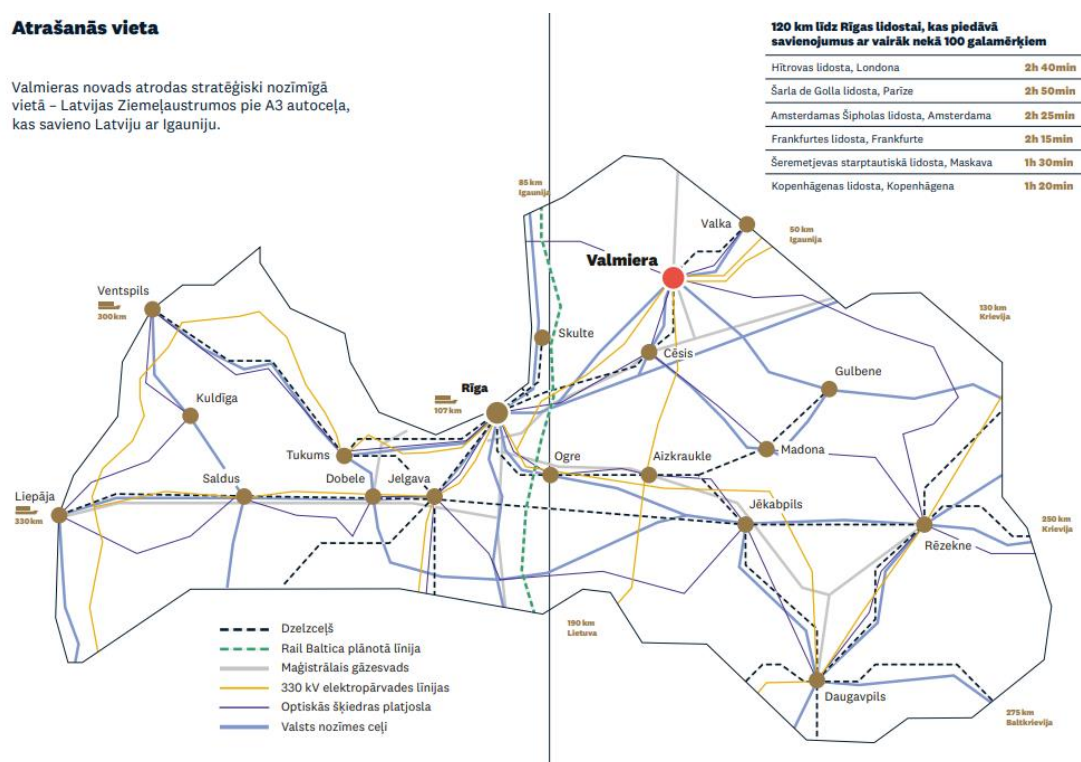 Atrašanās vieta
Valmieras novads atrodas stratēģiski nozīmīgā
vietā – Latvijas Ziemeļaustrumos pie A3 autoceļa,
kas savieno Latviju ar Igauniju.
120 km līdz Rīgas lidostai, kas piedāvā
savienojumus ar vairāk nekā 100 galamērķiem
Hītrovas lidosta, Londona 2h 40min
Šarla de Golla lidosta, Parīze 2h 50min
Amsterdamas Šipholas lidosta, Amsterdama 2h 25min
Frankfurtes lidosta, Frankfurte 2h 15min
Šeremetjevas starptautiskā lidosta, Maskava 1h 30min
Kopenhāgenas lidosta, Kopenhāgena 1h 20min
85 km
Igaunija
Valka
50 km
Igaunija
Valmiera
Ventspils
300 km
130 km
Krievija
Skulte
Cēsis
Gulbene
Rīga
107 km
Kuldīga
Tukums
Ogre
Aizkraukle
Madona
Saldus
Dobele
Jelgava
Liepāja
330 km
Jēkabpils
Rēzekne
250 km
Krievija
190 km
Lietuva
Daugavpils
275 km
Baltkrievija
Dzelzceļš
Rail Baltica plānotā līnija
Maģistrālais gāzesvads
330 kV elektropārvades līnijas
Optiskās šķiedras platjosla
Valsts nozīmes ceļi